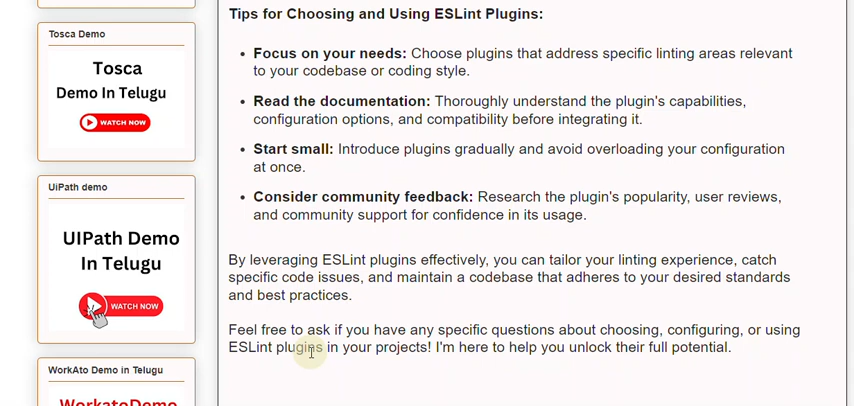 Tosca Demo
Tosca
Demo In Telugu
WATCH NOW
UiPath demo
UIPath Demo
In Telugu
WATCH NOW
WorkAto Demo in Telugu
WorkatoDemo
Tips for Choosing and Using ESLint Plugins:
• Focus on your needs: Choose plugins that address specific linting areas relevant
to your codebase or coding style.
• Read the documentation: Thoroughly understand the plugin's capabilities,
configuration options, and compatibility before integrating it.
• Start small: Introduce plugins gradually and avoid overloading your configuration
at once.
• Consider community feedback: Research the plugin's popularity, user reviews,
and community support for confidence in its usage.
By leveraging ESLint plugins effectively, you can tailor your linting experience, catch
specific code issues, and maintain a codebase that adheres to your desired standards
and best practices.
Feel free to ask if you have any specific questions about choosing, configuring, or using
ESLint plugins in your projects! I'm here to help you unlock their full potential.